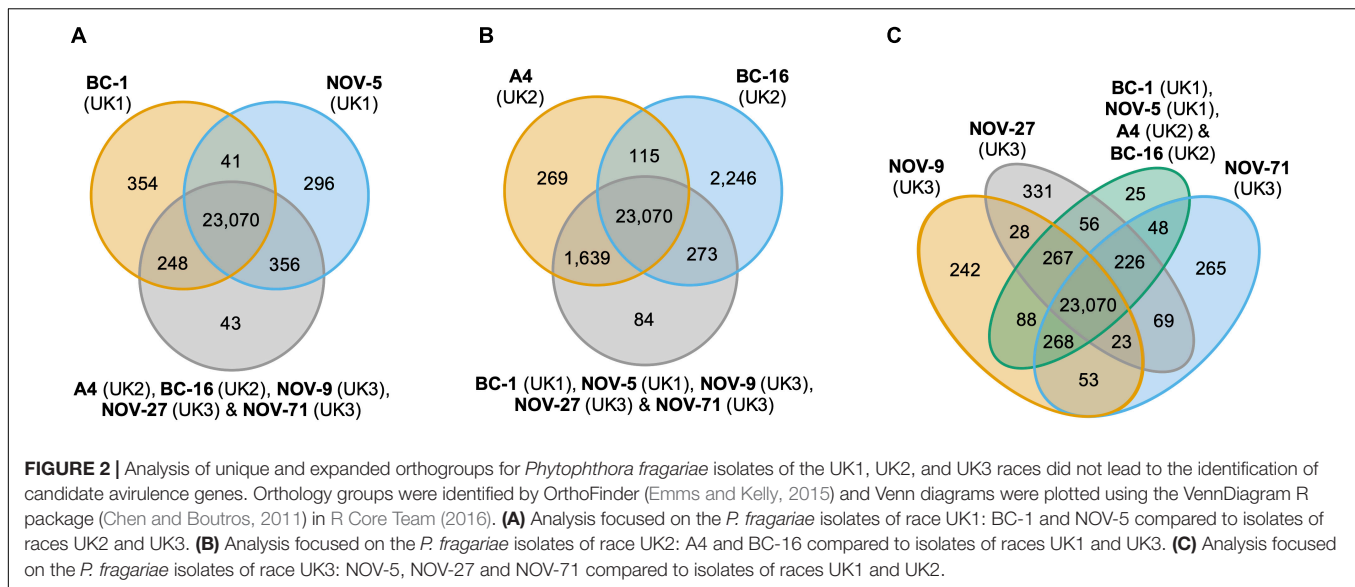 A
BC-1
(UK1)
NOV-5
(UK1)
354
41
296
23,070
248
356
43
A4 (UK2), BC-16 (UK2), NOV-9 (UK3),
NOV-27 (UK3) & NOV-71 (UK3)
B
A4
(UK2)
BC-16
(UK2)
269
115
2,246
23,070
1,639
273
84
BC-1 (UK1), NOV-5 (UK1), NOV-9 (UK3),
NOV-27 (UK3) & NOV-71 (UK3)
C
NOV-9
(UK3)
NOV-27
(UK3)
BC-1 (UK1),
NOV-5 (UK1),
A4 (UK2) &
BC-16 (UK2)
NOV-71
(UK3)
331
25
28
56
48
242
267
226
265
23,070
88
69
268
23
53
FIGURE 2 | Analysis of unique and expanded orthogroups for Phytophthora fragariae isolates of the UK1, UK2, and UK3 races did not lead to the identification of
candidate avirulence genes. Orthology groups were identified by OrthoFinder (Emms and Kelly, 2015) and Venn diagrams were plotted using the VennDiagram R
package (Chen and Boutros, 2011) in R Core Team (2016). (A) Analysis focused on the P. fragariae isolates of race UK1: BC-1 and NOV-5 compared to isolates of
races UK2 and UK3. (B) Analysis focused on the P. fragariae isolates of race UK2: A4 and BC-16 compared to isolates of races UK1 and UK3. (C) Analysis focused
on the P. fragariae isolates of race UK3: NOV-5, NOV-27 and NOV-71 compared to isolates of races UK1 and UK2.